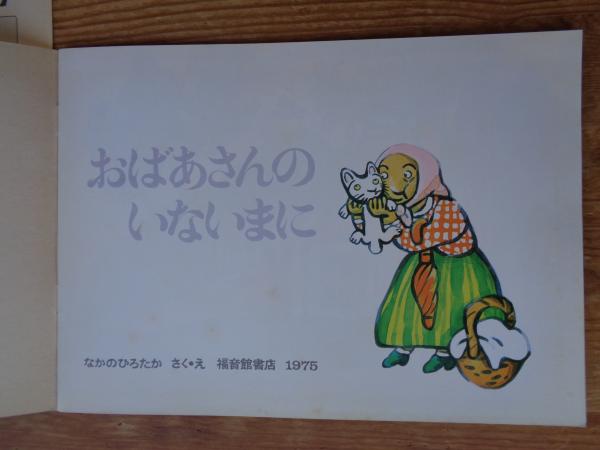 おばあさんの
いないまに
なかのひろたか さく・え 福音館書店 1975